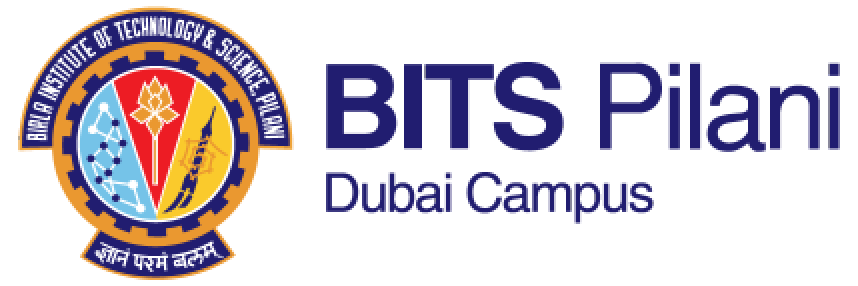 BIRLA INSTITUTE OF TECHNOLOGY & SCIENCE, PILANI
ज्ञानं परमं बलम्
BITS Pilani
Dubai Campus